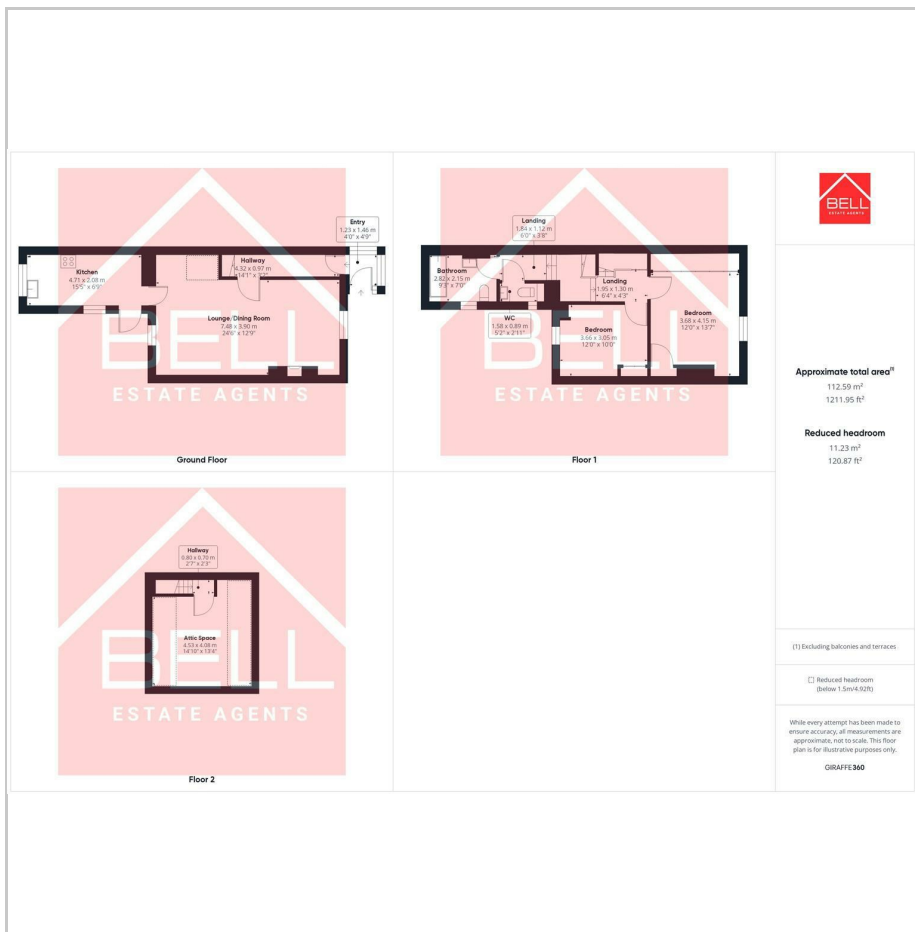 Entry
1.23 x 1.46 m
4'0" x 4'9"
Hallway
4.32 x 0.97 m
14'1" x 3'2"
Kitchen
4.71 x 2.08 m
15'5" x 6'9"
Lounge/Dining Room
7.48 x 3.90 m
24'6" x 12'9"
BELL
ESTATE AGENTS
Ground Floor
Landing
1.84 x 1.12 m
6'0" x 3'8"
Bathroom
2.82 x 2.15 m
9'3" x 7'0"
Landing
1.95 x 1.30 m
6'4" x 4'3"
WC
1.58 x 0.89 m
5'2" x 2'11"
Bedroom
3.66 x 3.05 m
12'0" x 10'0"
Bedroom
3.68 x 4.15 m
12'0" x 13'7"
BELL
ESTATE AGENTS
Floor 1
Hallway
0.80 x 0.70 m
2'7" x 2'3"
Attic Space
4.53 x 4.08 m
14'10" x 13'4"
BELL
ESTATE AGENTS
Floor 2
BELL
ESTATE AGENTS
Approximate total area(1)
112.59 m²
1211.95 ft²
Reduced headroom
11.23 m²
120.87 ft²
(1) Excluding balconies and terraces
Reduced headroom
(below 1.5m/4.92ft)
While every attempt has been made to
ensure accuracy, all measurements are
approximate, not to scale. This floor
plan is for illustrative purposes only.
GIRAFFE360